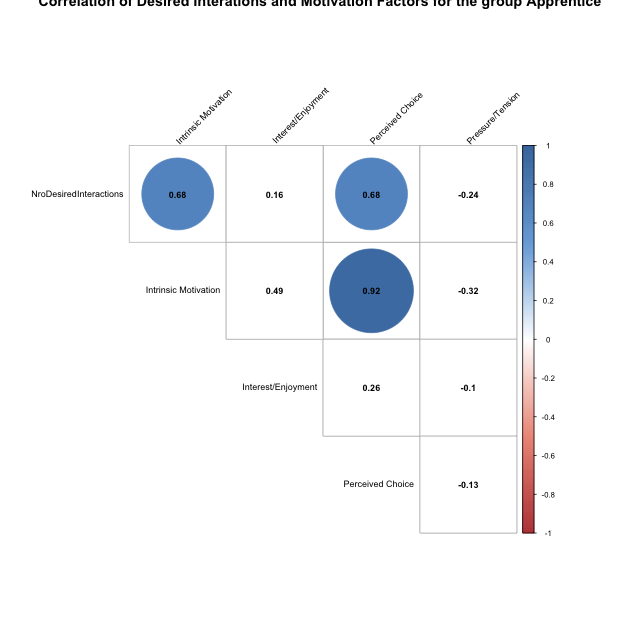 Correlation of Desired Interations and Motivation Factors for the group Apprentice
Intrinsic Motivation
Interest/Enjoyment
Perceived Choice
Pressure/Tension
NroDesiredInteractions
0.68
0.16
0.68
-0.24
Intrinsic Motivation
0.49
0.92
-0.32
Interest/Enjoyment
0.26
-0.1
Perceived Choice
-0.13
1
0.8
0.6
0.4
0.2
0
-0.2
-0.4
-0.6
-0.8
-1